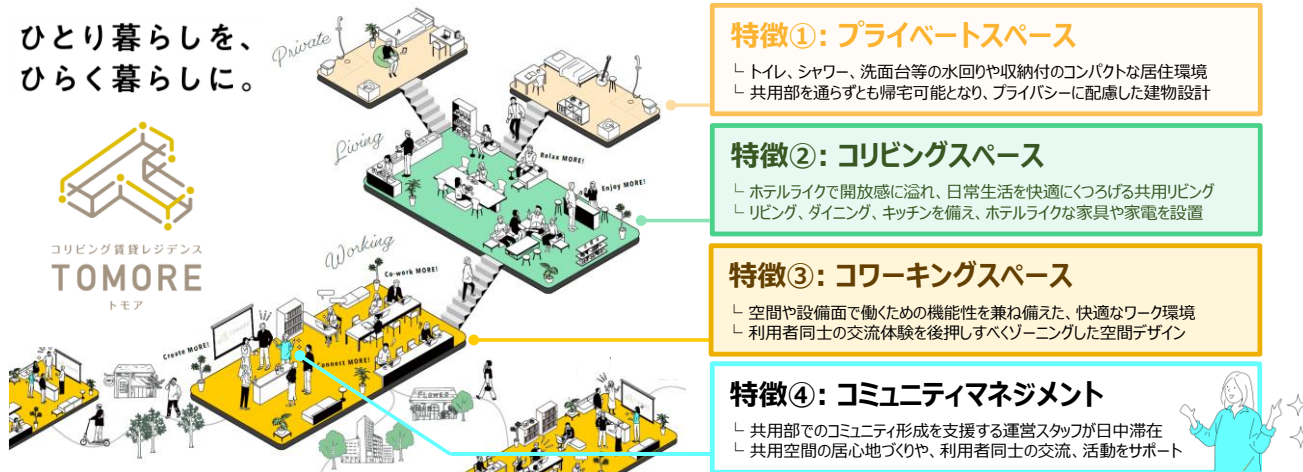 ひとり暮らしを、
ひらく暮らしに。
コリビング賃貸レジデンス
TOMORE
トモア
Private
Living
Relax MORE!
Enjoy MORE!
Working
Co-work MORE!
Create MORE!
Connect MORE!
FLOWER
特徴①: プライベートスペース
└ トイレ、シャワー、洗面台等の水回りや収納付のコンパクトな居住環境
└ 共用部を通らずとも帰宅可能となり、プライバシーに配慮した建物設計
特徴②: コリビングスペース
└ ホテルライクで開放感に溢れ、日常生活を快適にくつろげる共用リビング
└ リビング、ダイニング、キッチンを備え、ホテルライクな家具や家電を設置
特徴③: コワーキングスペース
└ 空間や設備面で働くための機能性を兼ね備えた、快適なワーク環境
└ 利用者同士の交流体験を後押しすべくゾーニングした空間デザイン
特徴④: コミュニティマネジメント
└ 共用部でのコミュニティ形成を支援する運営スタッフが日中滞在
└ 共用空間の居心地づくりや、利用者同士の交流、活動をサポート